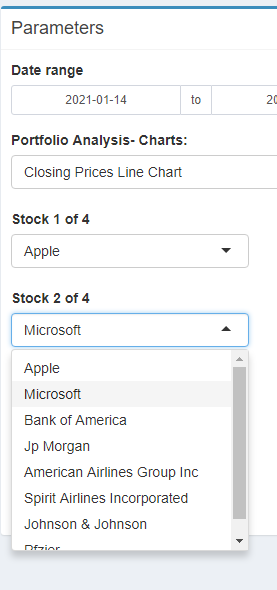 Parameters
Date range
2021-01-14 to 20
Portfolio Analysis- Charts:
Closing Prices Line Chart
Stock 1 of 4
Apple
Stock 2 of 4
Microsoft
Apple
Microsoft
Bank of America
Jp Morgan
American Airlines Group Inc
Spirit Airlines Incorporated
Johnson & Johnson